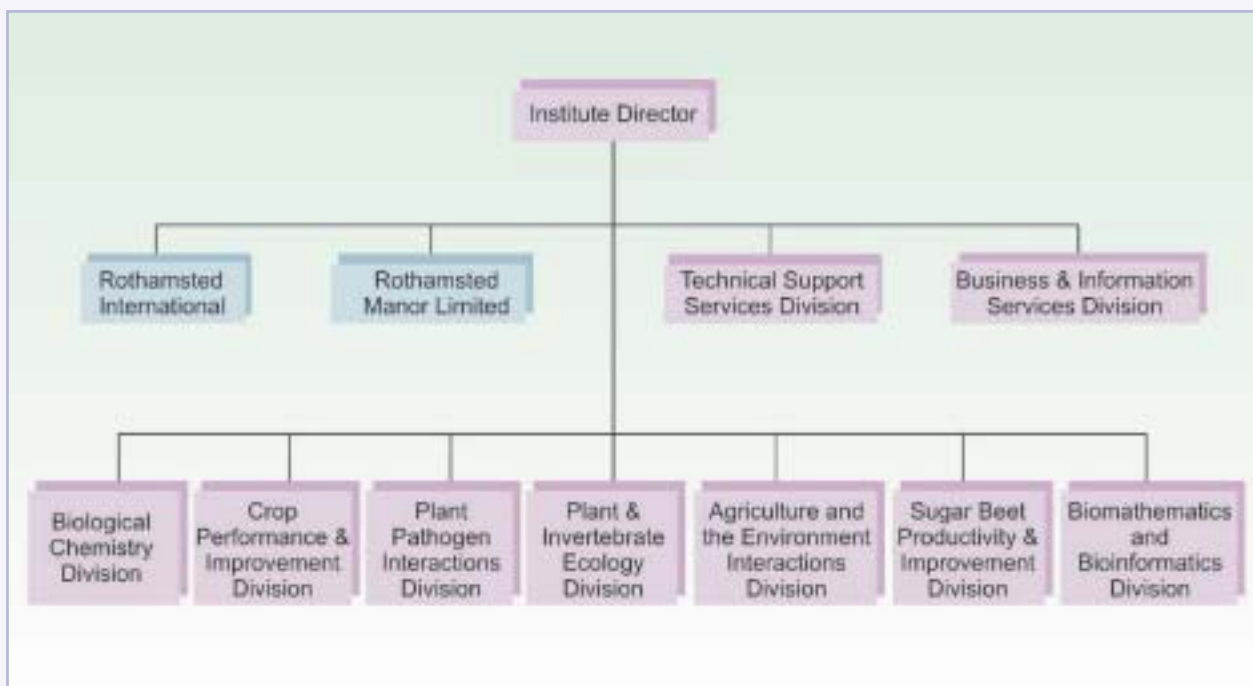 Institute Director
Rothamsted
International
Rothamsted
Manor Limited
Technical Support
Services Division
Business & Information
Services Division
Biological
Chemistry
Division
Crop
Performance &
Improvement
Division
Plant
Pathogen
Interactions
Division
Plant &
Invertebrate
Ecology
Division
Agriculture and
the Environment
Interactions
Division
Sugar Beet
Productivity &
Improvement
Division
Biomathematics
and
Bioinformatics
Division